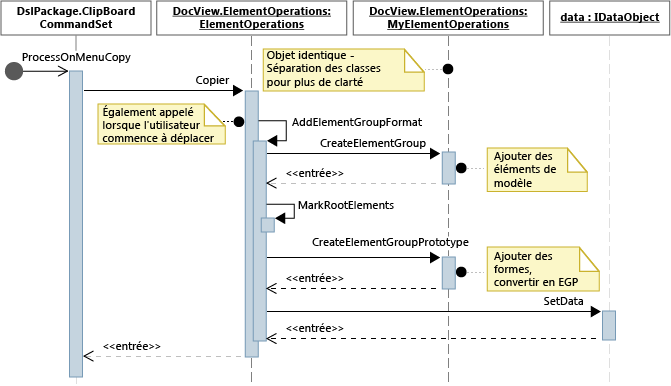 DslPackage.ClipBoard
CommandSet
DocView.ElementOperations:
ElementOperations
DocView.ElementOperations:
MyElementOperations
data : IDataObject
ProcessOnMenuCopy
Objet identique -
Séparation des classes
pour plus de clarté
Copier
Également appelé
lorsque l'utilisateur
commence à déplacer
AddElementGroupFormat
CreateElementGroup
Ajouter des
éléments de
modèle
<<entrée>>
MarkRootElements
CreateElementGroupPrototype
Ajouter des
formes,
convertir en EGP
<<entrée>>
SetData
<<entrée>>
<<entrée>>